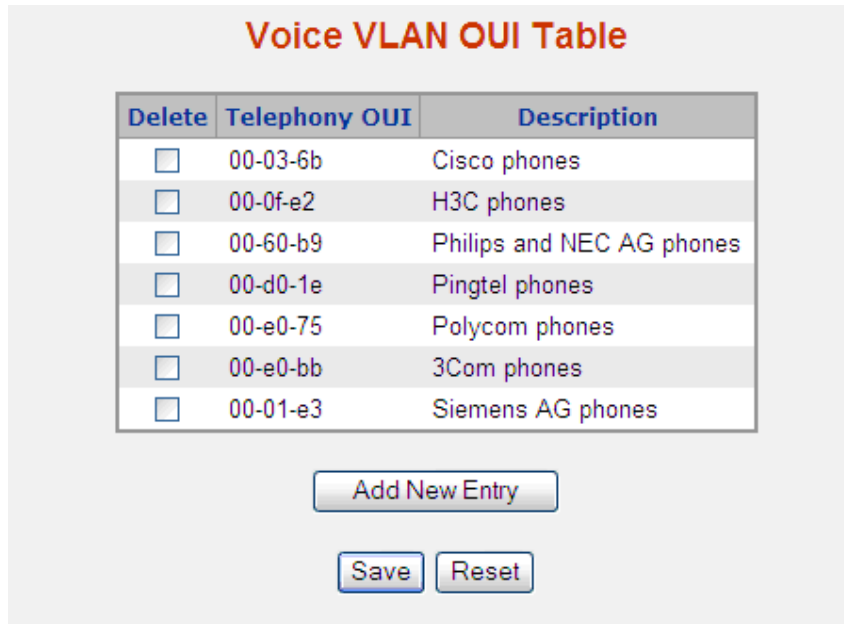 Voice VLAN OUI Table
Delete Telephony OUI Description
00-03-6b Cisco phones
00-0f-e2 H3C phones
00-60-b9 Philips and NEC AG phones
00-d0-1e Pingtel phones
00-e0-75 Polycom phones
00-e0-bb 3Com phones
00-01-e3 Siemens AG phones
Add New Entry
Save Reset